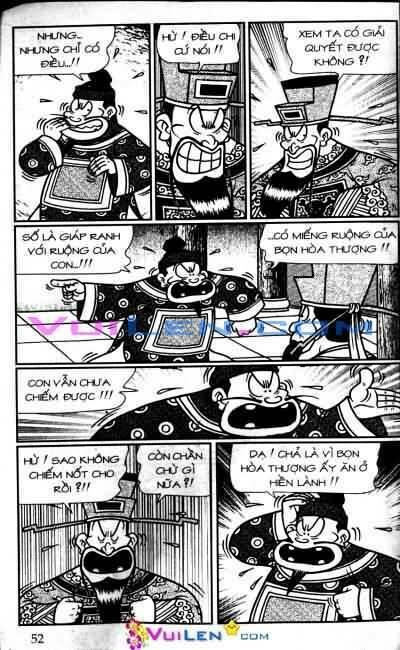 NHƯNG...
NHƯNG CHỈ CÓ
ĐIỀU...!!
HỪ ! ĐIỀU CHI
CỨ NÓI !!
XEM TA CÓ GIẢI
QUYẾT ĐƯỢC
KHÔNG ?!
SỐ LÀ GIÁP RANH
VỚI RUỘNG CỦA
CON...!!!
...CÓ MIẾNG RUỘNG CỦA
BỌN HÒA THƯỢNG !!
VUILEN.COM
CON VẪN CHƯA
CHIẾM ĐƯỢC !!!
HỪ ! SAO KHÔNG
CHIẾM NỐT CHO
RỒI ?!!
CÒN CHẦN
CHỪ GÌ
NỮA ?!
DẠ ! CHẢ LÀ VÌ BỌN
HÒA THƯỢNG ẤY ĂN Ở
HIỀN LÀNH !!
52
VUILEN.COM